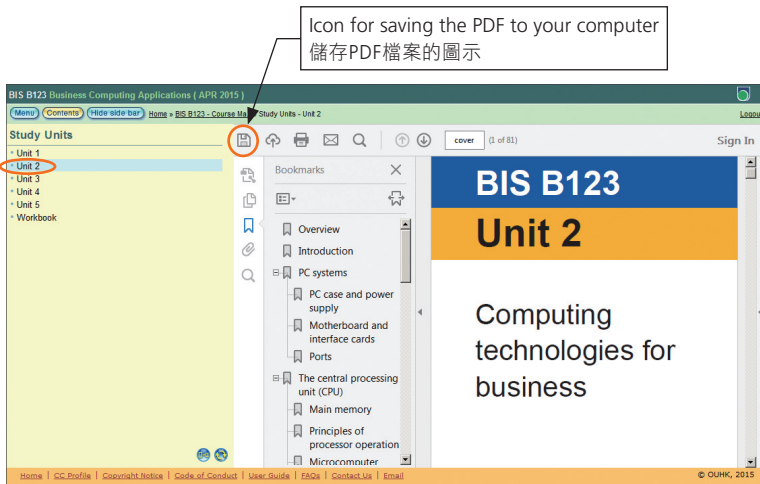 Icon for saving the PDF to your computer
儲存PDF檔案的圖示
BIS B123 Business Computing Applications ( APR 2015 )
Menu Contents Hide side bar Home » BIS B123 - Course Ma Study Units - Unit 2
Logou
Study Units
Unit 1
Unit 2
Unit 3
Unit 4
Unit 5
Workbook
cover (1 of 81)
Sign In
Bookmarks
Overview
Introduction
PC systems
PC case and power
supply
Motherboard and
interface cards
Ports
The central processing
unit (CPU)
Main memory
Principles of
processor operation
Microcomputer
BIS B123
Unit 2
Computing
technologies for
business
Home | CC Profile | Copyright Notice | Code of Conduct | User Guide | FAQs | Contact Us | Email
© OUHK, 2015